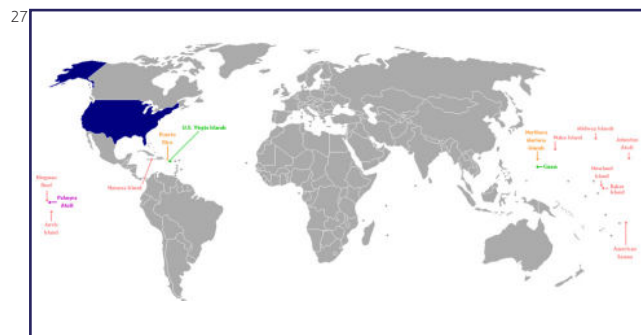 27
Puerto
Rico
U.S. Virgin Islands
Navassa Island
Kingman
Reef
Palmyra
Atoll
Jarvis
Island
Northern
Mariana
Islands
Guam
Wake Island
Midway Islands
Johnston
Atoll
Howland
Island
Baker
Island
American
Samoa